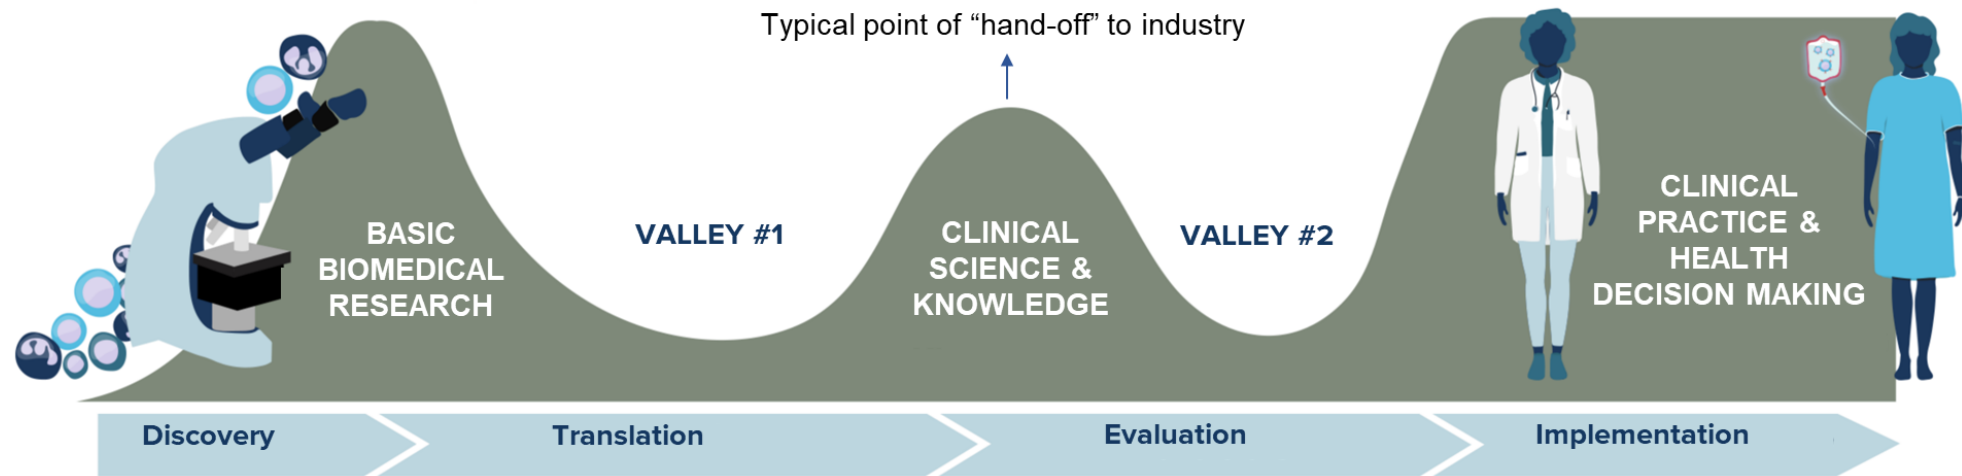 Typical point of “hand-off” to industry
BASIC
BIOMEDICAL
RESEARCH
VALLEY #1
CLINICAL
SCIENCE &
KNOWLEDGE
VALLEY #2
CLINICAL
PRACTICE &
HEALTH
DECISION MAKING
Discovery
Translation
Evaluation
Implementation